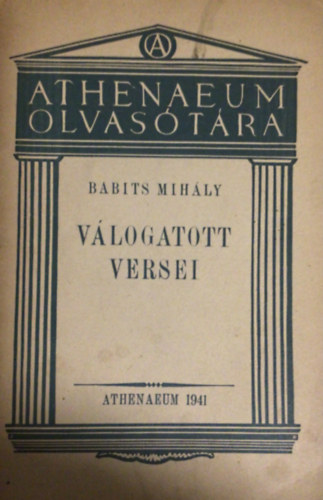 A
ATHENAEUM
OLVASÓTÁRA
BABITS MIHÁLY
VÁLOGATOTT
VERSEI
ATHENAEUM 1941